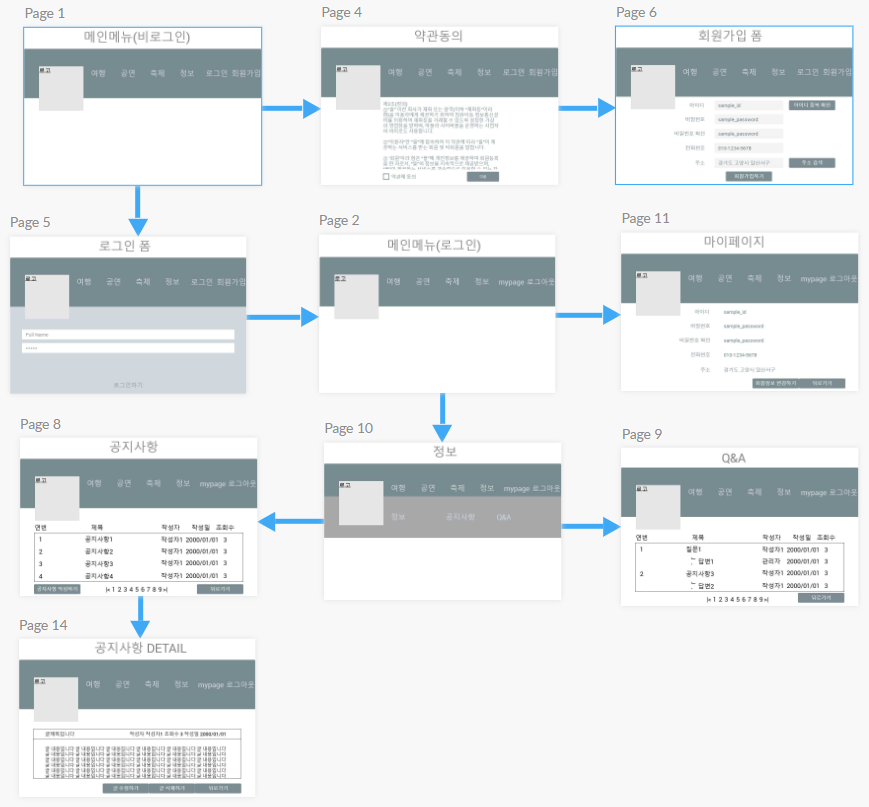 Page 1
메인메뉴(비로그인)
로고
여행 공연 축제 정보 로그인 회원가입
Page 4
약관동의
로고
여행 공연 축제 정보 로그인 회원가입
약관에 동의
Page 6
회원가입 폼
로고
여행 공연 축제 정보 로그인 회원가입
아이디 sample_id 아이디 중복 확인
비밀번호 sample_password
비밀번호 확인 sample_password
전화번호 010-1234-5678
주소 경기도 고양시 일산서구 주소 검색
회원가입하기
Page 5
로그인 폼
로고
여행 공연 축제 정보 로그인 회원가입
Full Name
*****
로그인하기
Page 2
메인메뉴(로그인)
로고
여행 공연 축제 정보 mypage 로그아웃
Page 11
마이페이지
로고
여행 공연 축제 정보 mypage 로그아웃
아이디 sample_id
비밀번호 sample_password
비밀번호 확인 sample_password
전화번호 010-1234-5678
주소 경기도 고양시 일산서구
회원정보 변경하기 뒤로가기
Page 8
공지사항
로고
여행 공연 축제 정보 mypage 로그아웃
연번 제목 작성자 작성일 조회수
1 공지사항1 작성자1 2000/01/01 3
2 공지사항2 작성자1 2000/01/01 3
3 공지사항3 작성자1 2000/01/01 3
4 공지사항4 작성자1 2000/01/01 3
공지사항 작성하기 |< 1 2 3 4 5 6 7 8 9 >| 뒤로가기
Page 10
정보
로고
여행 공연 축제 정보 mypage 로그아웃
정보 공지사항 Q&A
Page 9
Q&A
로고
여행 공연 축제 정보 mypage 로그아웃
연번 제목 작성자 작성일 조회수
1 질문1 작성자1 2000/01/01 3
답변1 관리자 2000/01/01 3
2 공지사항3 작성자1 2000/01/01 3
답변2 작성자1 2000/01/01 3
|< 1 2 3 4 5 6 7 8 9 >| 뒤로가기
Page 14
공지사항 DETAIL
로고
여행 공연 축제 정보 mypage 로그아웃
글제목입니다 작성자 작성자1 조회수 3 작성일 2000/01/01
글 수정하기 글 삭제하기 뒤로가기